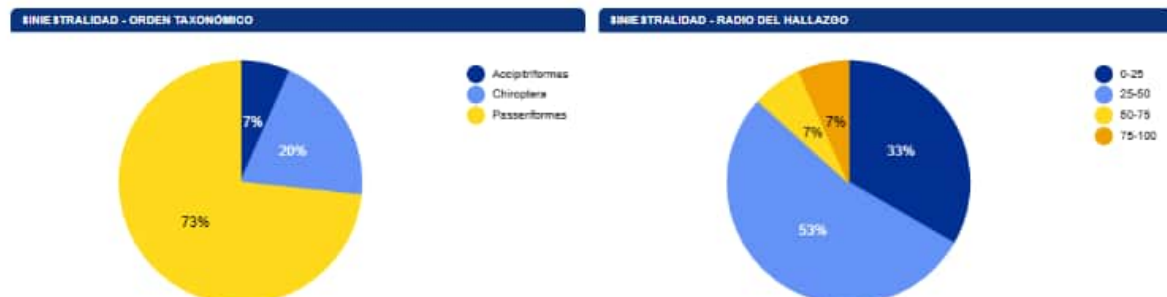 SINIESTRALIDAD - ORDEN TAXONÓMICO
7%
20%
73%
Accipitriformes
Chiroptera
Passeriformes
SINIESTRALIDAD - RADIO DEL HALLAZGO
7%
7%
33%
53%
0-25
25-50
50-75
75-100